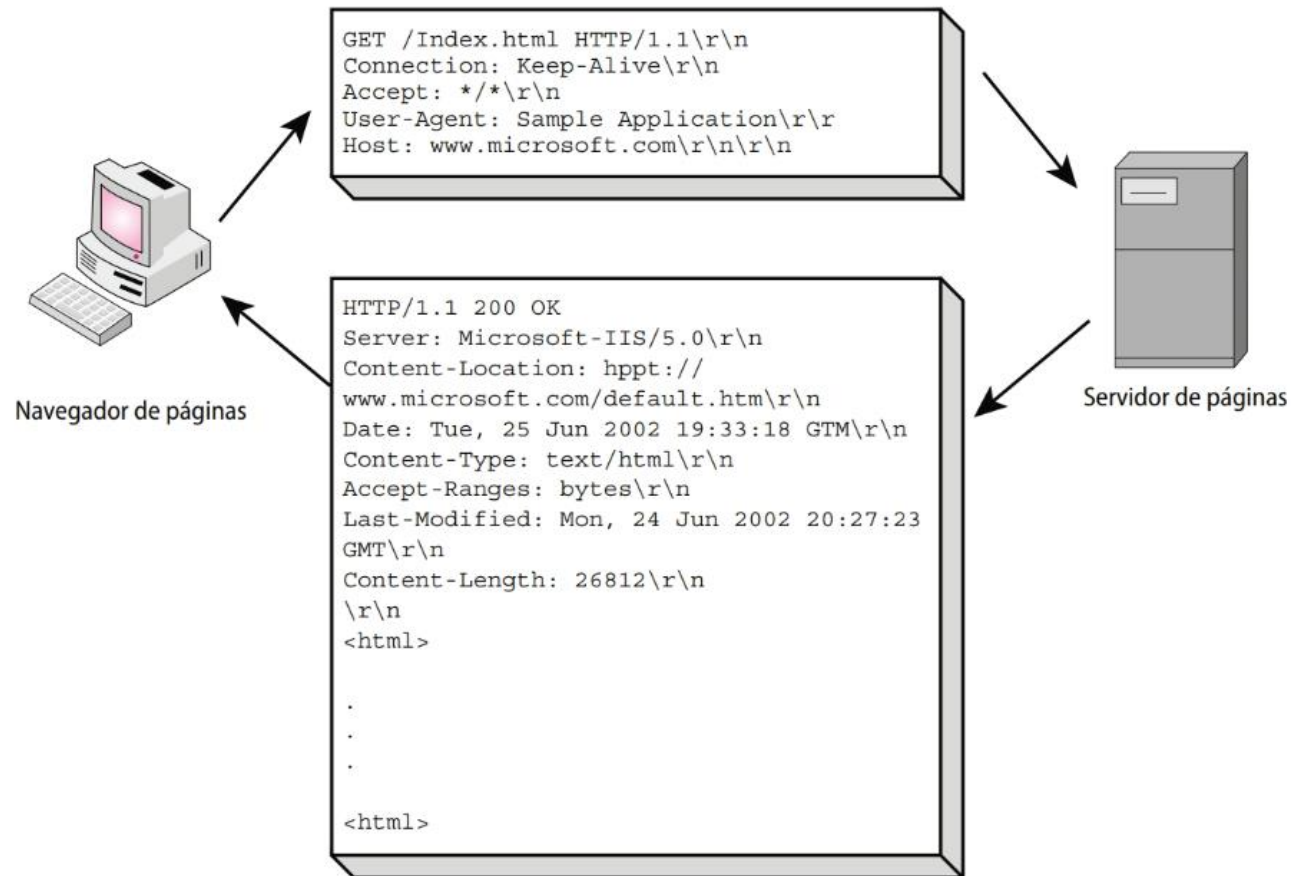 GET /Index.html HTTP/1.1\r\n
Connection: Keep-Alive\r\n
Accept: */*\r\n
User-Agent: Sample Application\r\r
Host: www.microsoft.com\r\n\r\n
HTTP/1.1 200 OK
Server: Microsoft-IIS/5.0\r\n
Content-Location: hppt://
www.microsoft.com/default.htm\r\n
Date: Tue, 25 Jun 2002 19:33:18 GTM\r\n
Content-Type: text/html\r\n
Accept-Ranges: bytes\r\n
Last-Modified: Mon, 24 Jun 2002 20:27:23
GMT\r\n
Content-Length: 26812\r\n
\r\n
<html>
.
.
.
<html>
Navegador de páginas
Servidor de páginas